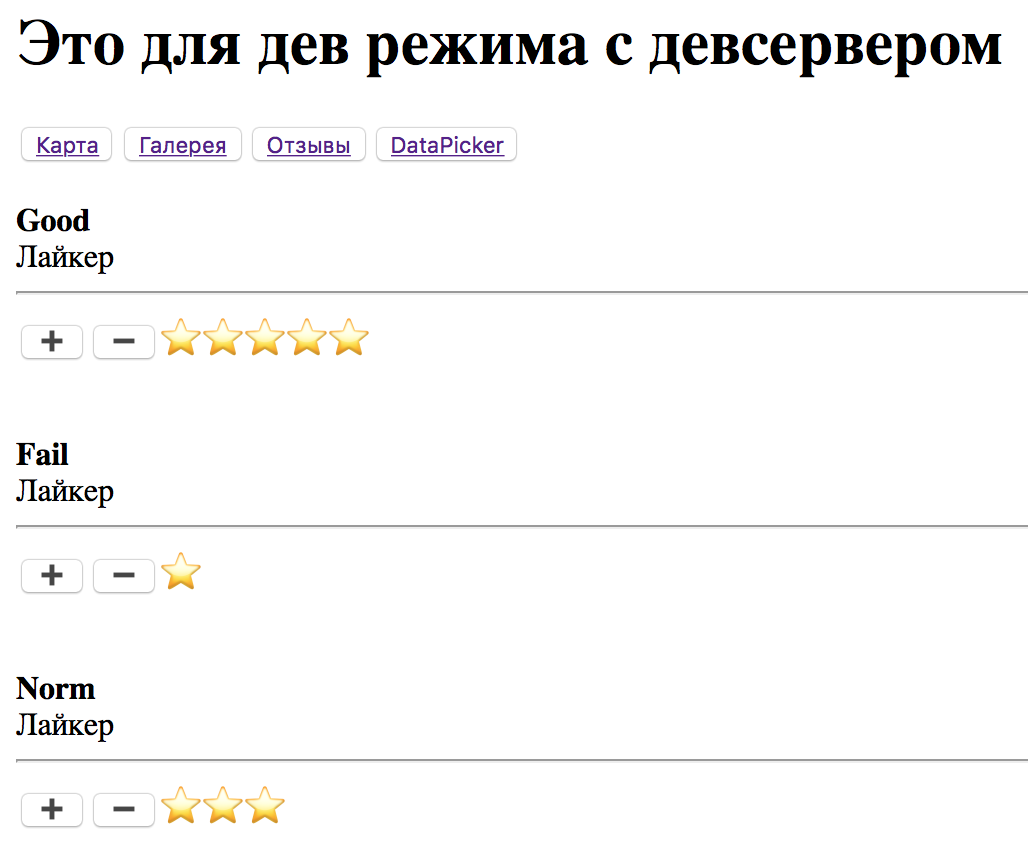 Это для дев режима с девсервером
Карта Галерея Отзывы DataPicker
Good
Лайкер
+ − ⭐⭐⭐⭐⭐
Fail
Лайкер
+ − ⭐
Norm
Лайкер
+ − ⭐⭐⭐